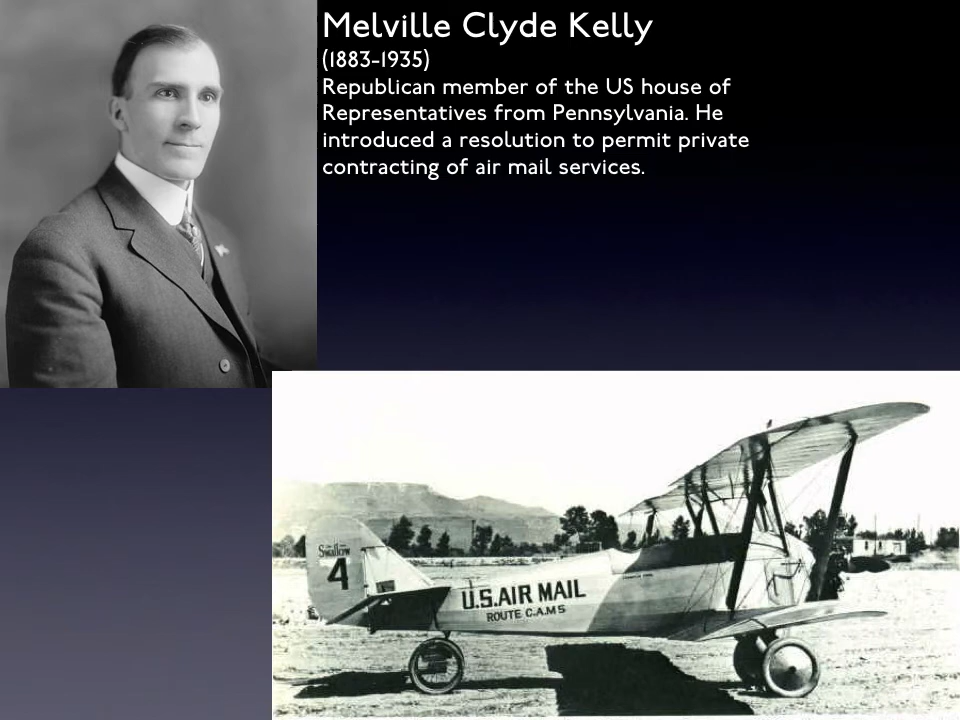 Melville Clyde Kelly
(1883-1935)
Republican member of the US house of
Representatives from Pennsylvania. He
introduced a resolution to permit private
contracting of air mail services.
Swallow
4
U.S. AIR MAIL
ROUTE C.A.M 5